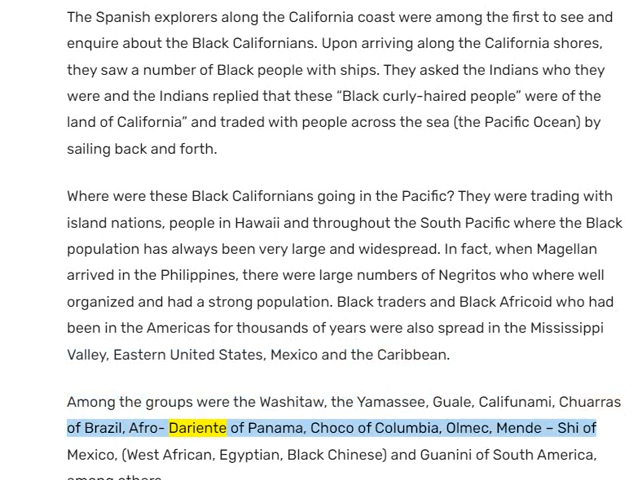 The Spanish explorers along the California coast were among the first to see and
enquire about the Black Californians. Upon arriving along the California shores,
they saw a number of Black people with ships. They asked the Indians who they
were and the Indians replied that these “Black curly-haired people” were of the
land of California” and traded with people across the sea (the Pacific Ocean) by
sailing back and forth.
Where were these Black Californians going in the Pacific? They were trading with
island nations, people in Hawaii and throughout the South Pacific where the Black
population has always been very large and widespread. In fact, when Magellan
arrived in the Philippines, there were large numbers of Negritos who where well
organized and had a strong population. Black traders and Black Africoid who had
been in the Americas for thousands of years were also spread in the Mississippi
Valley, Eastern United States, Mexico and the Caribbean.
Among the groups were the Washitaw, the Yamassee, Guale, Califunami, Chuarras
of Brazil, Afro- Dariente of Panama, Choco of Columbia, Olmec, Mende – Shi of
Mexico, (West African, Egyptian, Black Chinese) and Guanini of South America,
among others